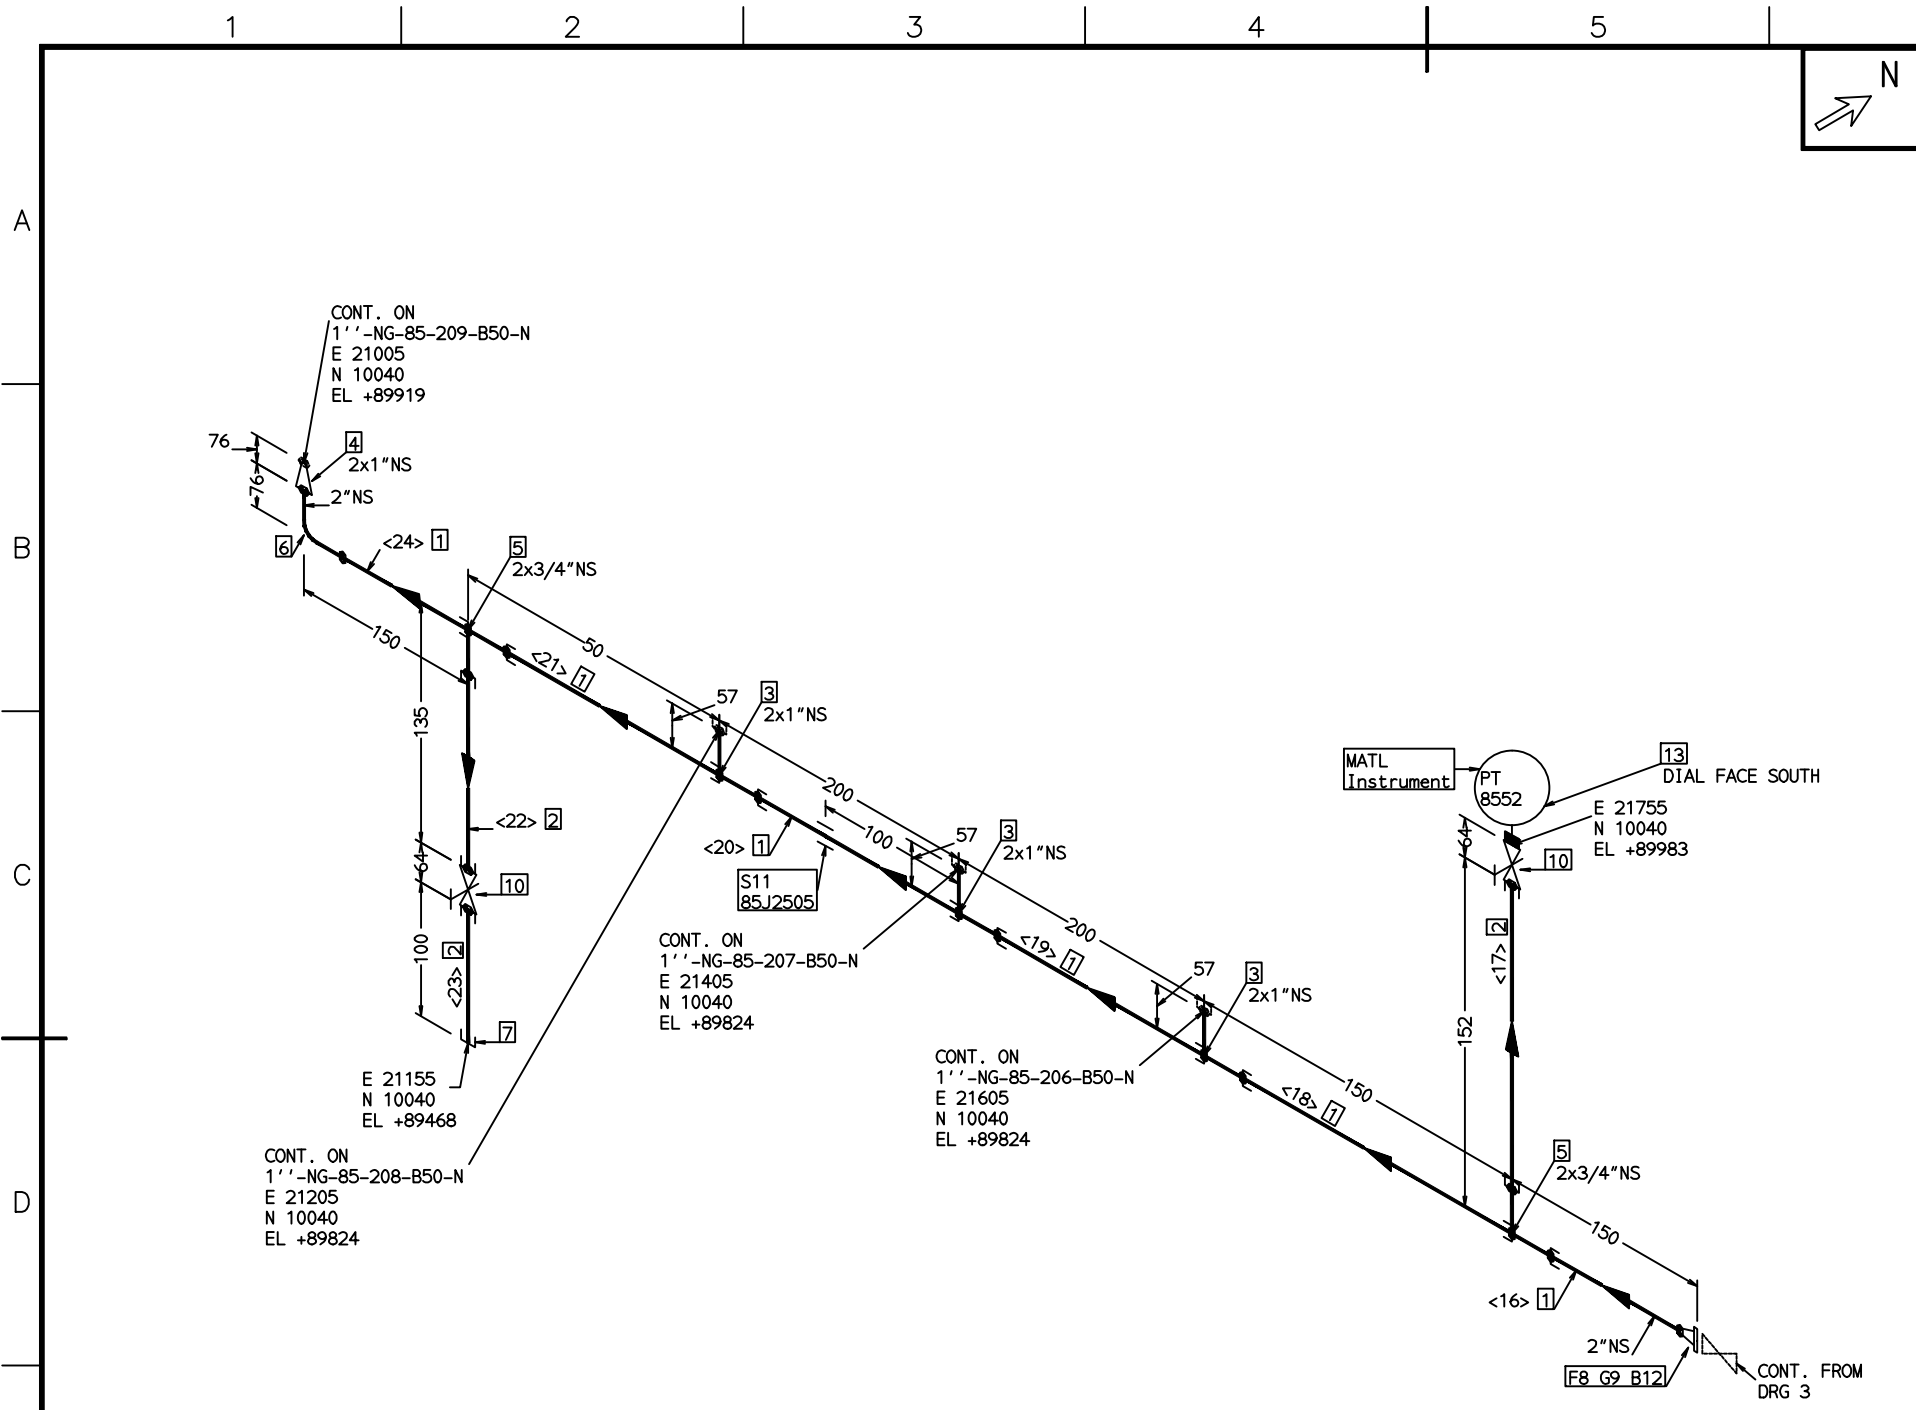 1
2
3
4
5
N
A
B
C
D
CONT. ON
1''-NG-85-209-B50-N
E 21005
N 10040
EL +89919
76
76
4
2x1"NS
2"NS
6
<24> 1
5
2x3/4"NS
150
50
<21> 1
135
57
3
2x1"NS
200
<22> 2
64
10
100
<23> 2
7
E 21155
N 10040
EL +89468
CONT. ON
1''-NG-85-208-B50-N
E 21205
N 10040
EL +89824
<20> 1
100
S11
85J2505
57
3
2x1"NS
200
CONT. ON
1''-NG-85-207-B50-N
E 21405
N 10040
EL +89824
<19> 1
57
3
2x1"NS
150
CONT. ON
1''-NG-85-206-B50-N
E 21605
N 10040
EL +89824
<18> 1
MATL
Instrument
PT
8552
13
DIAL FACE SOUTH
E 21755
N 10040
EL +89983
64
10
<17> 2
152
5
2x3/4"NS
150
<16> 1
2"NS
F8 G9 B12
CONT. FROM
DRG 3